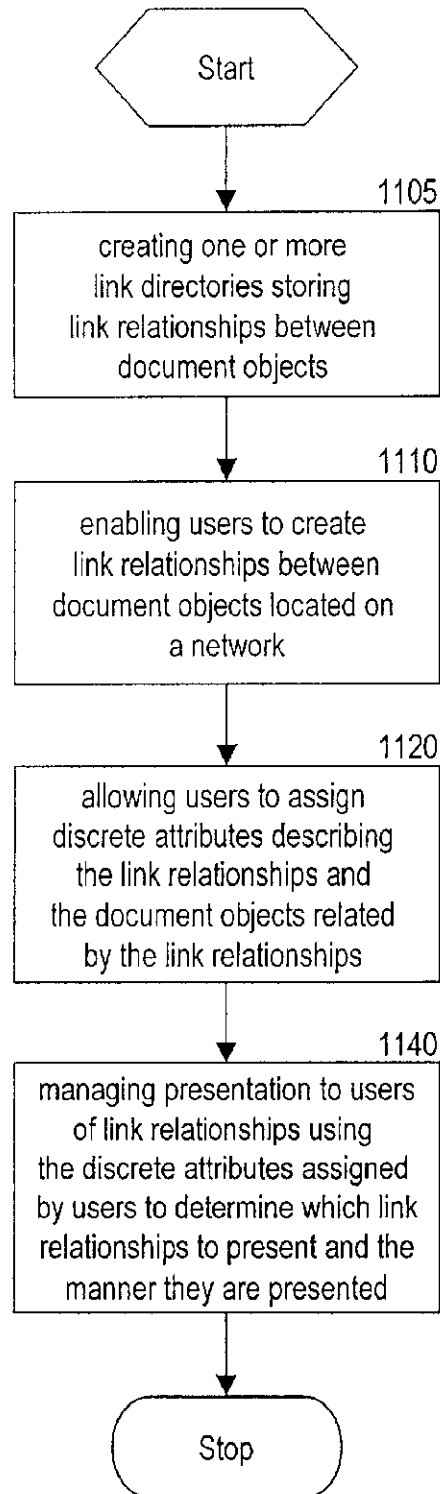 Start
1105
creating one or more
link directories storing
link relationships between
document objects
1110
enabling users to create
link relationships between
document objects located on
a network
1120
allowing users to assign
discrete attributes describing
the link relationships and
the document objects related
by the link relationships
1140
managing presentation to users
of link relationships using
the discrete attributes assigned
by users to determine which link
relationships to present and the
manner they are presented
Stop